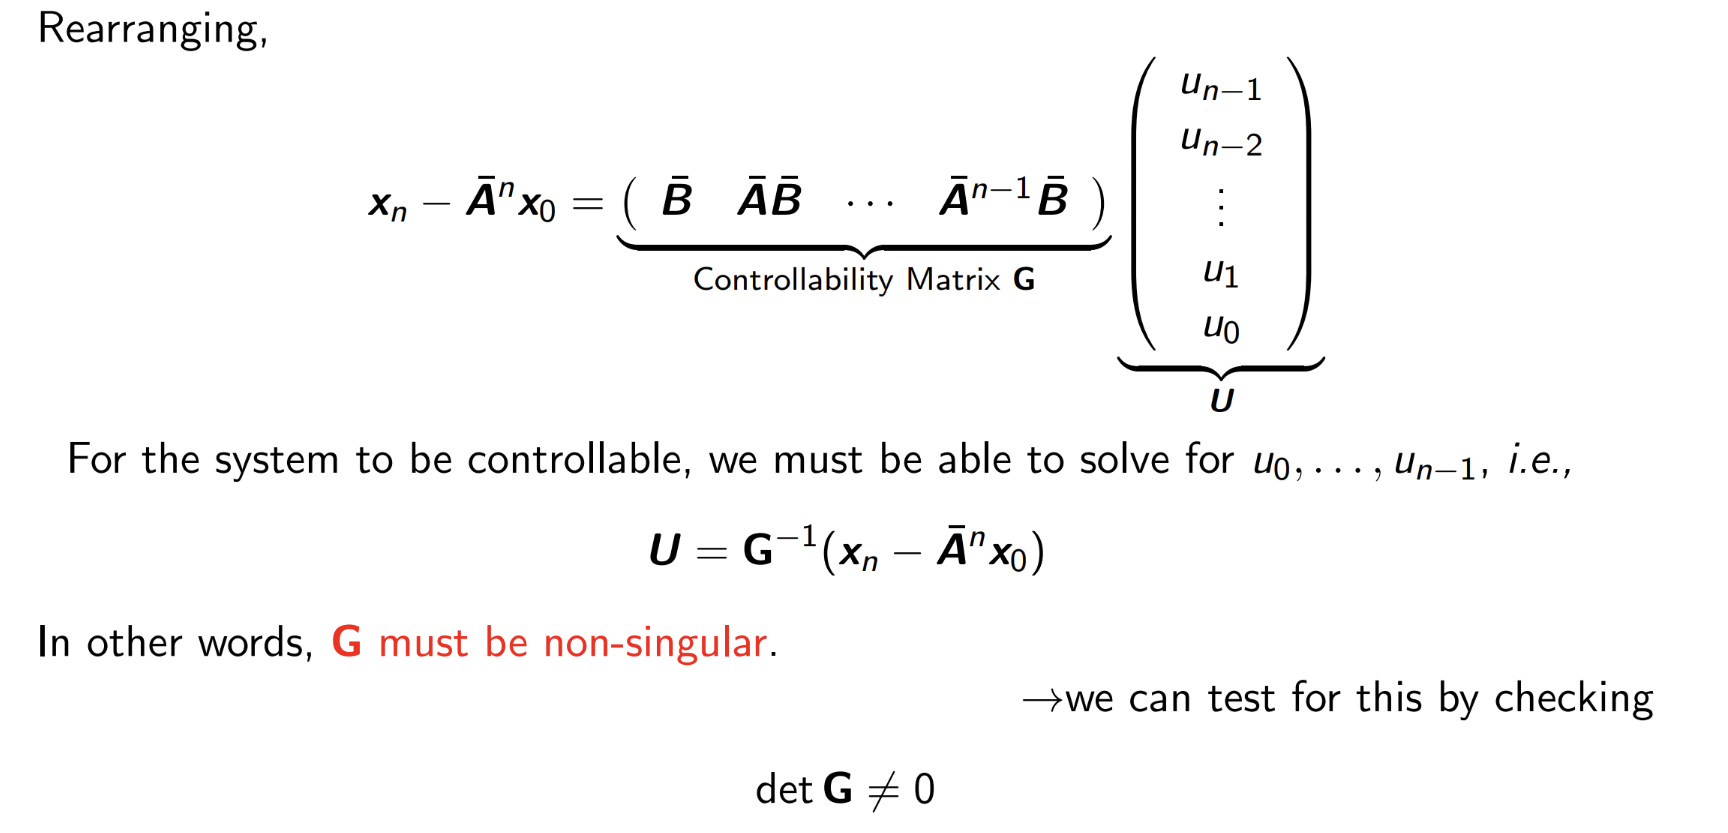 Rearranging,
$\boldsymbol{x}_n - \bar{\boldsymbol{A}}^n \boldsymbol{x}_0 = \underbrace{\begin{pmatrix} \bar{\boldsymbol{B}} & \bar{\boldsymbol{A}}\bar{\boldsymbol{B}} & \cdots & \bar{\boldsymbol{A}}^{n-1}\bar{\boldsymbol{B}} \end{pmatrix}}_{\text{Controllability Matrix } \mathbf{G}} \underbrace{\begin{pmatrix} u_{n-1} \\ u_{n-2} \\ \vdots \\ u_1 \\ u_0 \end{pmatrix}}_{\boldsymbol{U}}$
For the system to be controllable, we must be able to solve for $u_0, \ldots, u_{n-1}$, i.e.,
$\boldsymbol{U} = \mathbf{G}^{-1}(\boldsymbol{x}_n - \bar{\boldsymbol{A}}^n \boldsymbol{x}_0)$
In other words, $\mathbf{G}$ must be non-singular.
→we can test for this by checking
$\det \mathbf{G} \neq 0$